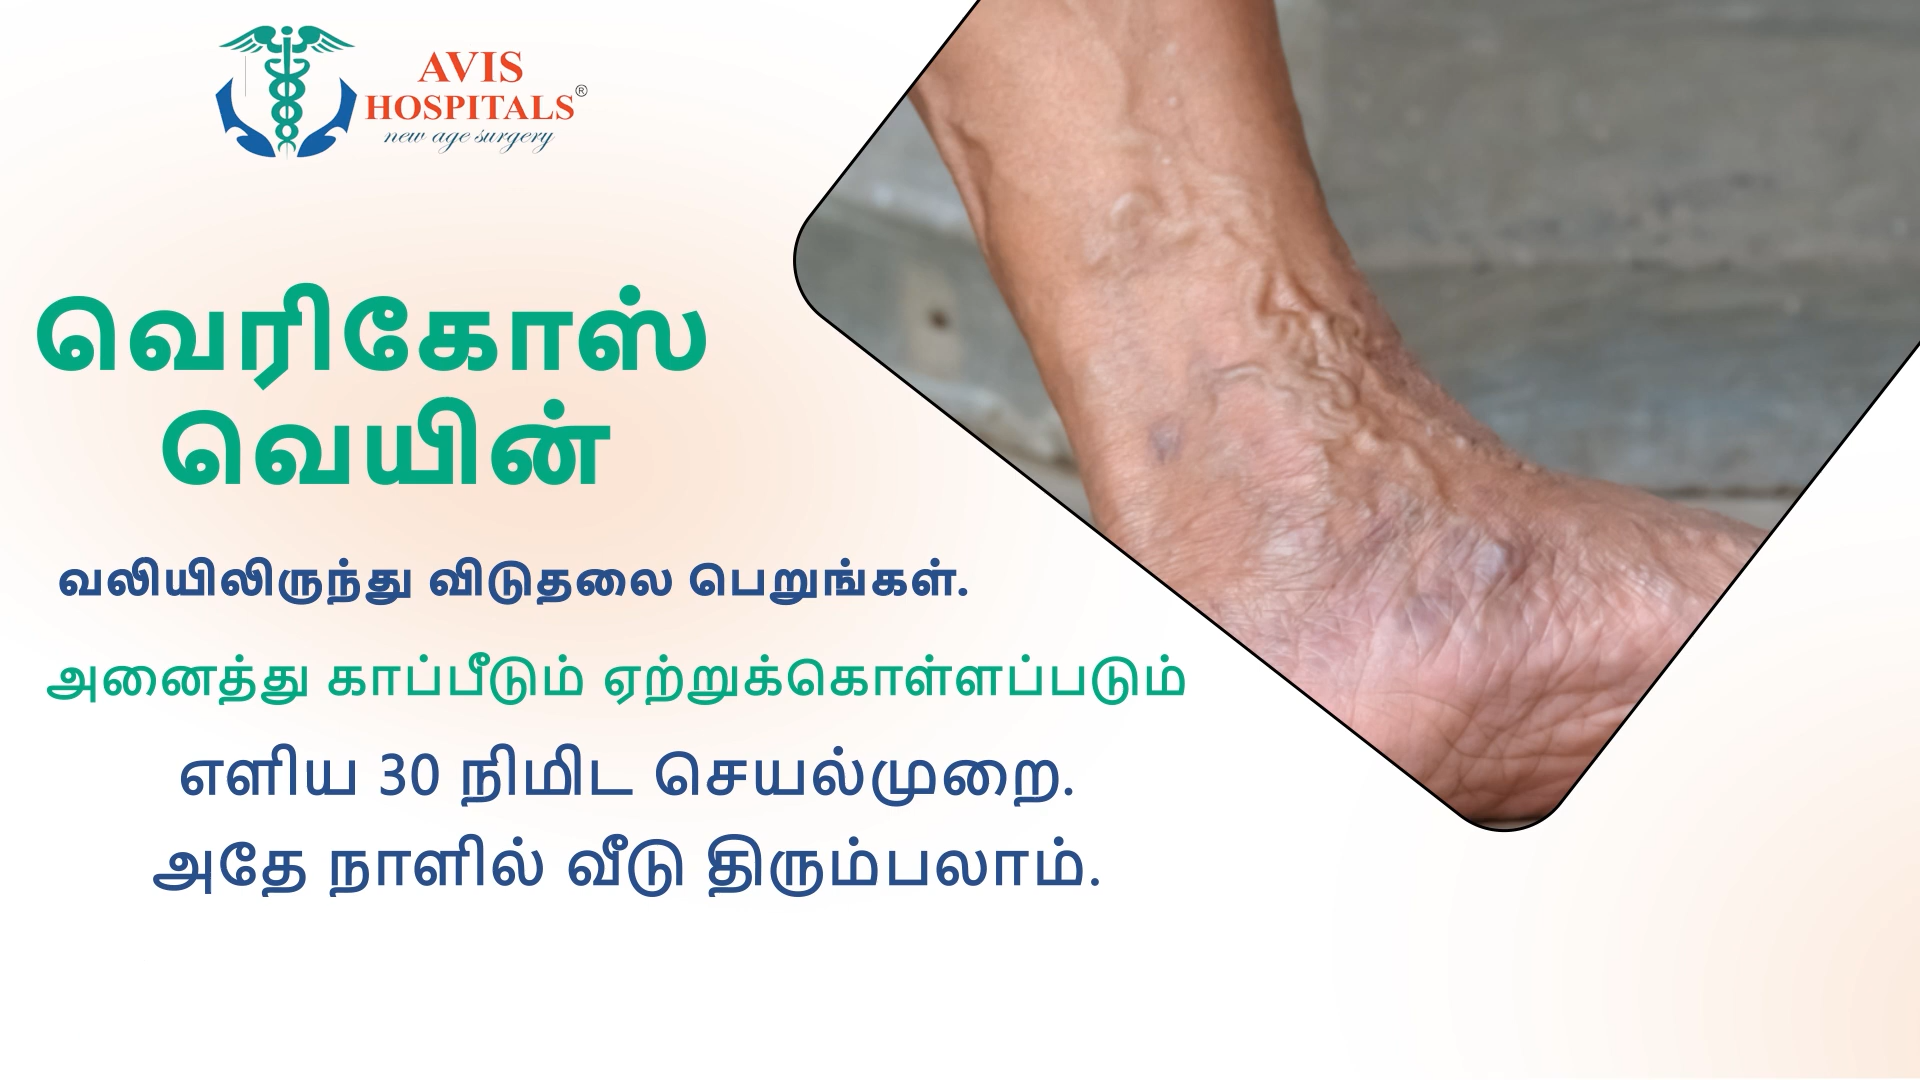 AVIS
HOSPITALS®
new age surgery
வெரிகோஸ்
வெயின்
வலியிலிருந்து விடுதலை பெறுங்கள்.
அனைத்து காப்பீடும் ஏற்றுக்கொள்ளப்படும்
எளிய 30 நிமிட செயல்முறை.
அதே நாளில் வீடு திரும்பலாம்.